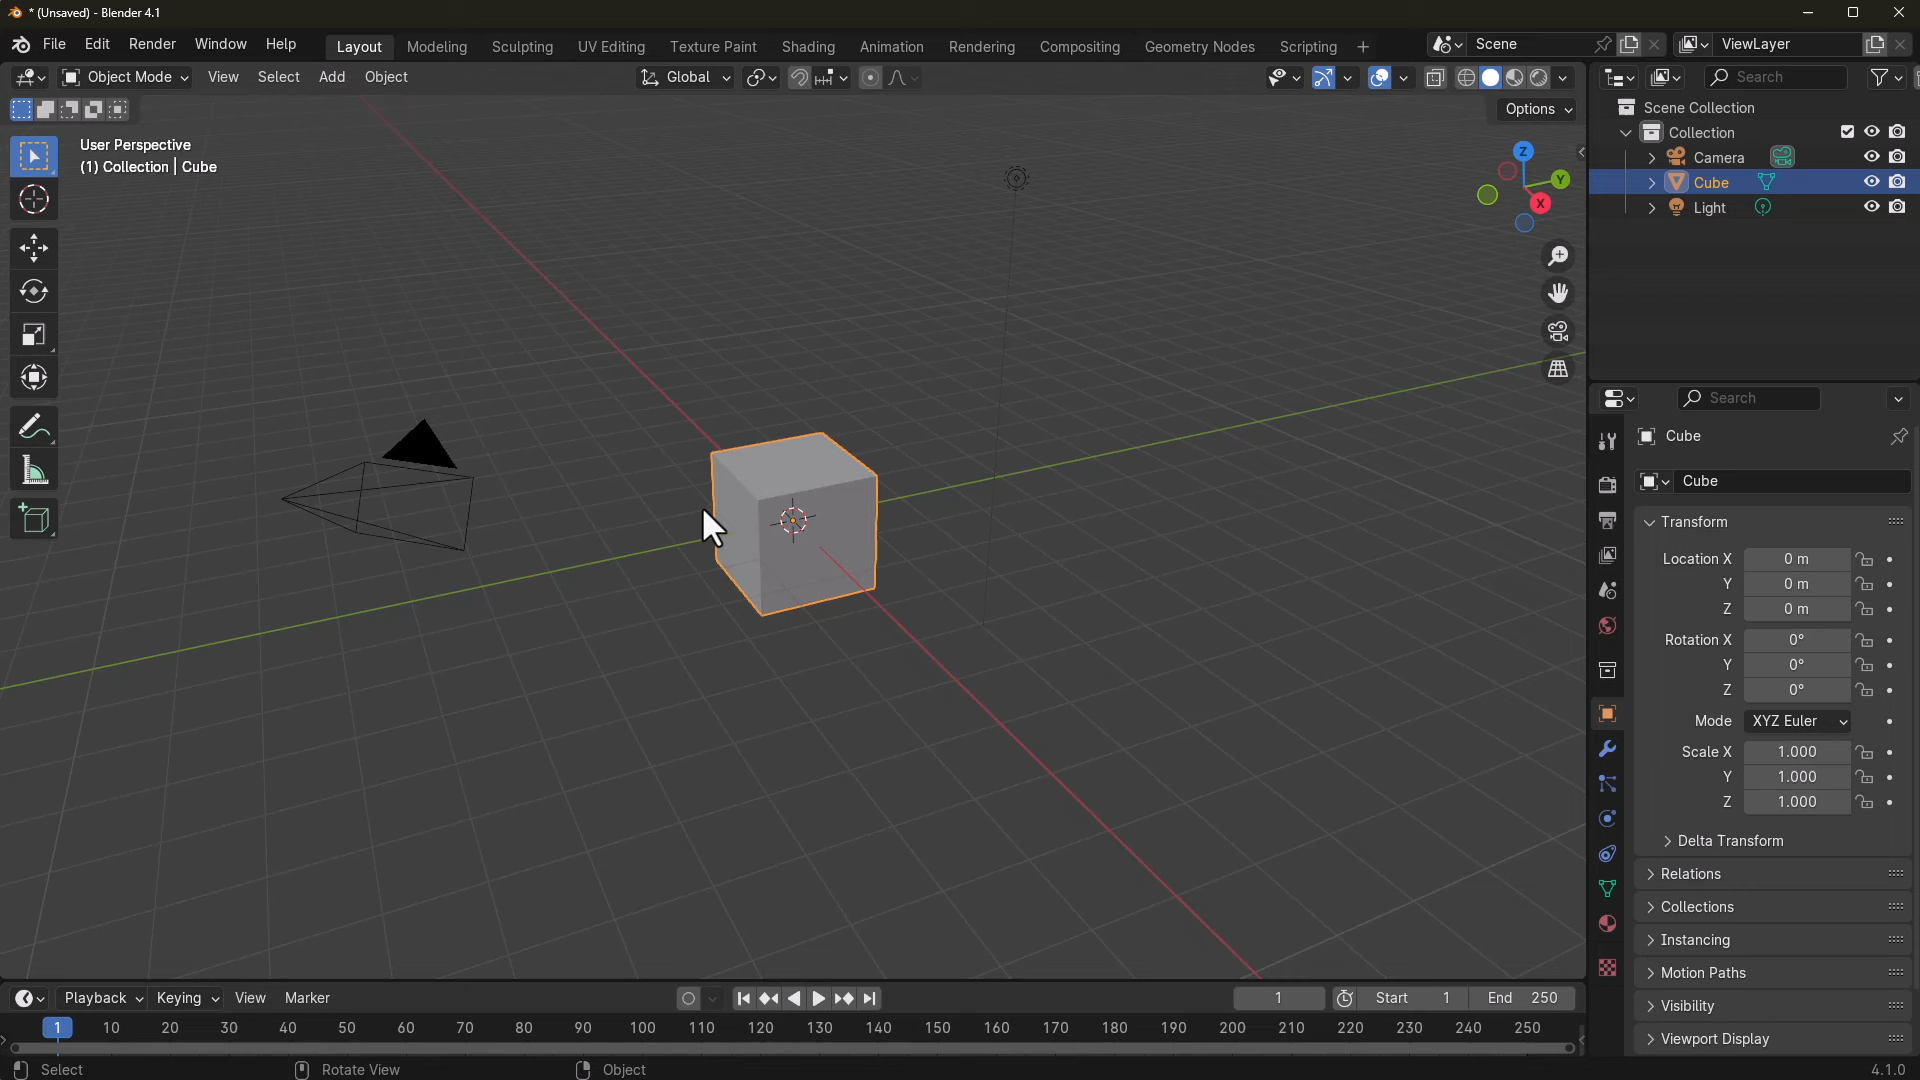 * (Unsaved) - Blender 4.1
File Edit Render Window Help Layout Modeling Sculpting UV Editing Texture Paint Shading Animation Rendering Compositing Geometry Nodes Scripting + Scene ViewLayer
Object Mode View Select Add Object Global Search
Options
User Perspective
(1) Collection | Cube
Z
Y
X
Scene Collection
Collection
Camera
Cube
Light
Search
Cube
Cube
Transform
Location X 0 m
Y 0 m
Z 0 m
Rotation X 0°
Y 0°
Z 0°
Mode XYZ Euler
Scale X 1.000
Y 1.000
Z 1.000
Delta Transform
Relations
Collections
Instancing
Motion Paths
Visibility
Viewport Display
Playback Keying View Marker 1 Start 1 End 250
1 10 20 30 40 50 60 70 80 90 100 110 120 130 140 150 160 170 180 190 200 210 220 230 240 250
Select Rotate View Object 4.1.0